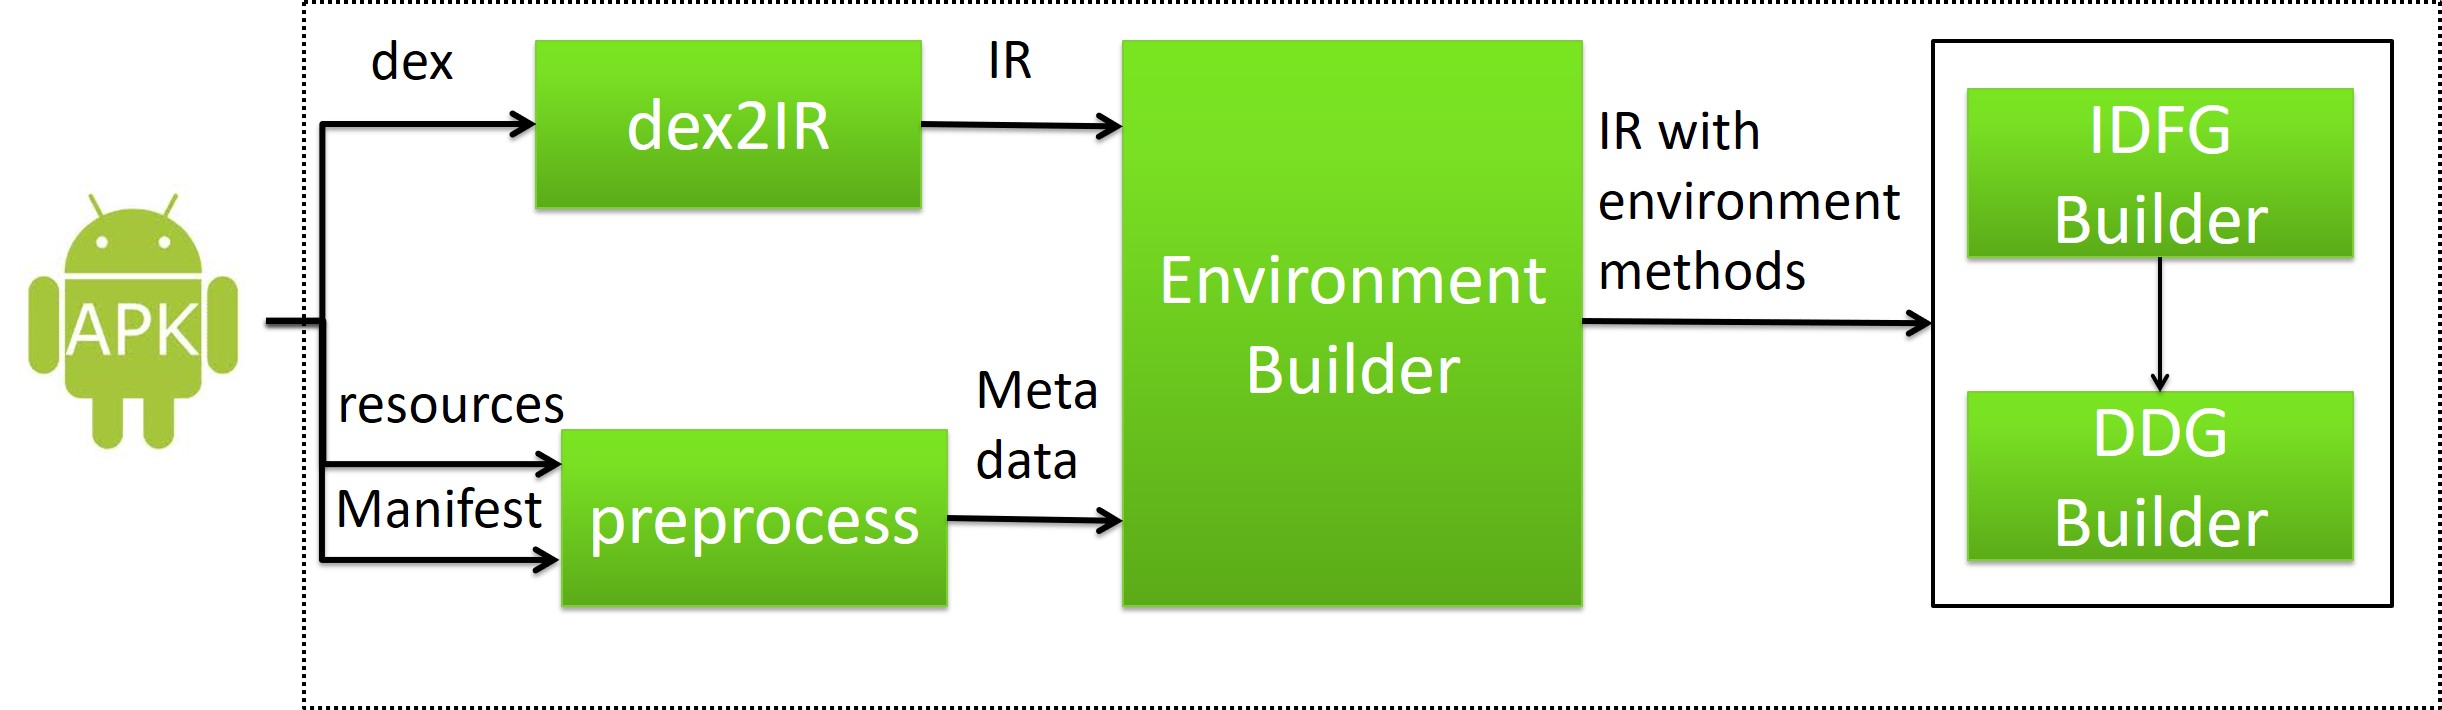 APK
dex
dex2IR
IR
resources
Manifest
preprocess
Meta
data
Environment
Builder
IR with
environment
methods
IDFG
Builder
DDG
Builder